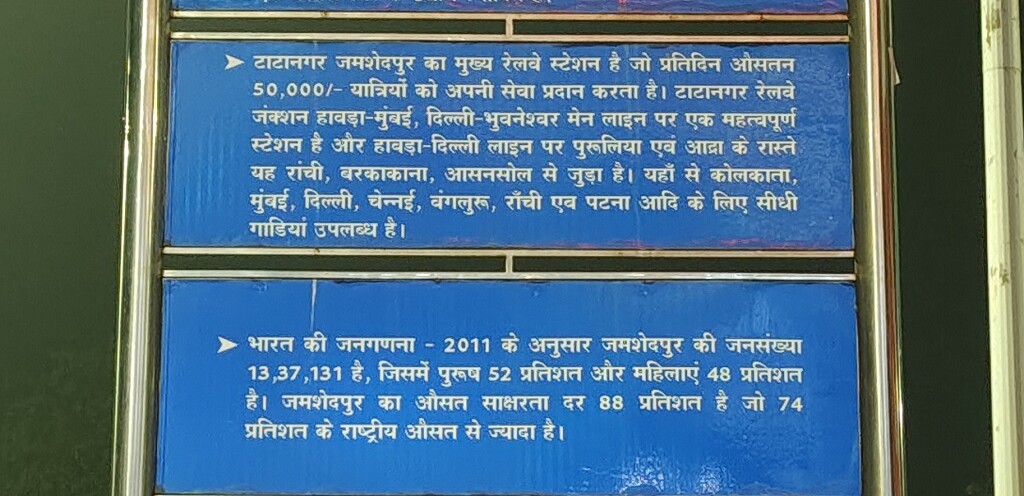 ➤ टाटानगर जमशेदपुर का मुख्य रेलवे स्टेशन है जो प्रतिदिन औसतन
50,000/- यात्रियों को अपनी सेवा प्रदान करता है। टाटानगर रेलवे
जंक्शन हावड़ा-मुंबई, दिल्ली-भुवनेश्वर मेन लाइन पर एक महत्वपूर्ण
स्टेशन है और हावड़ा-दिल्ली लाइन पर पुरूलिया एवं आद्रा के रास्ते
यह रांची, बरकाकाना, आसनसोल से जुड़ा है। यहाँ से कोलकाता,
मुंबई, दिल्ली, चेन्नई, बंगलुरू, राँची एव पटना आदि के लिए सीधी
गाडियां उपलब्ध है।
➤ भारत की जनगणना - 2011 के अनुसार जमशेदपुर की जनसंख्या
13,37,131 है, जिसमें पुरूष 52 प्रतिशत और महिलाएं 48 प्रतिशत
है। जमशेदपुर का औसत साक्षरता दर 88 प्रतिशत है जो 74
प्रतिशत के राष्ट्रीय औसत से ज्यादा है।